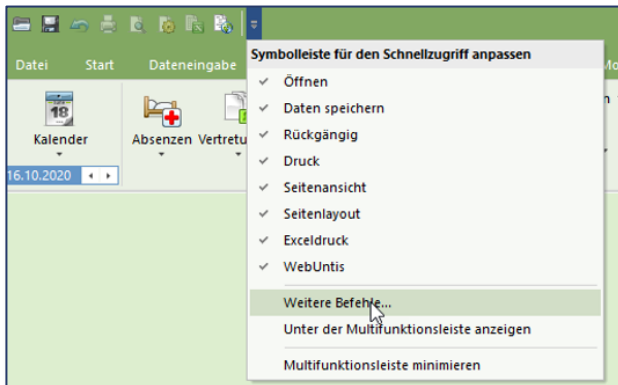 Symbolleiste für den Schnellzugriff anpassen
Datei Start Dateneingabe
Öffnen
Daten speichern
18
Rückgängig
Kalender Absenzen
Druck
16.10.2020
Seitenansicht
Seitenlayout
Exceldruck
WebUntis
Weitere Befehle...
Unter der Multifunktionsleiste anzeigen
Multifunktionsleiste minimieren